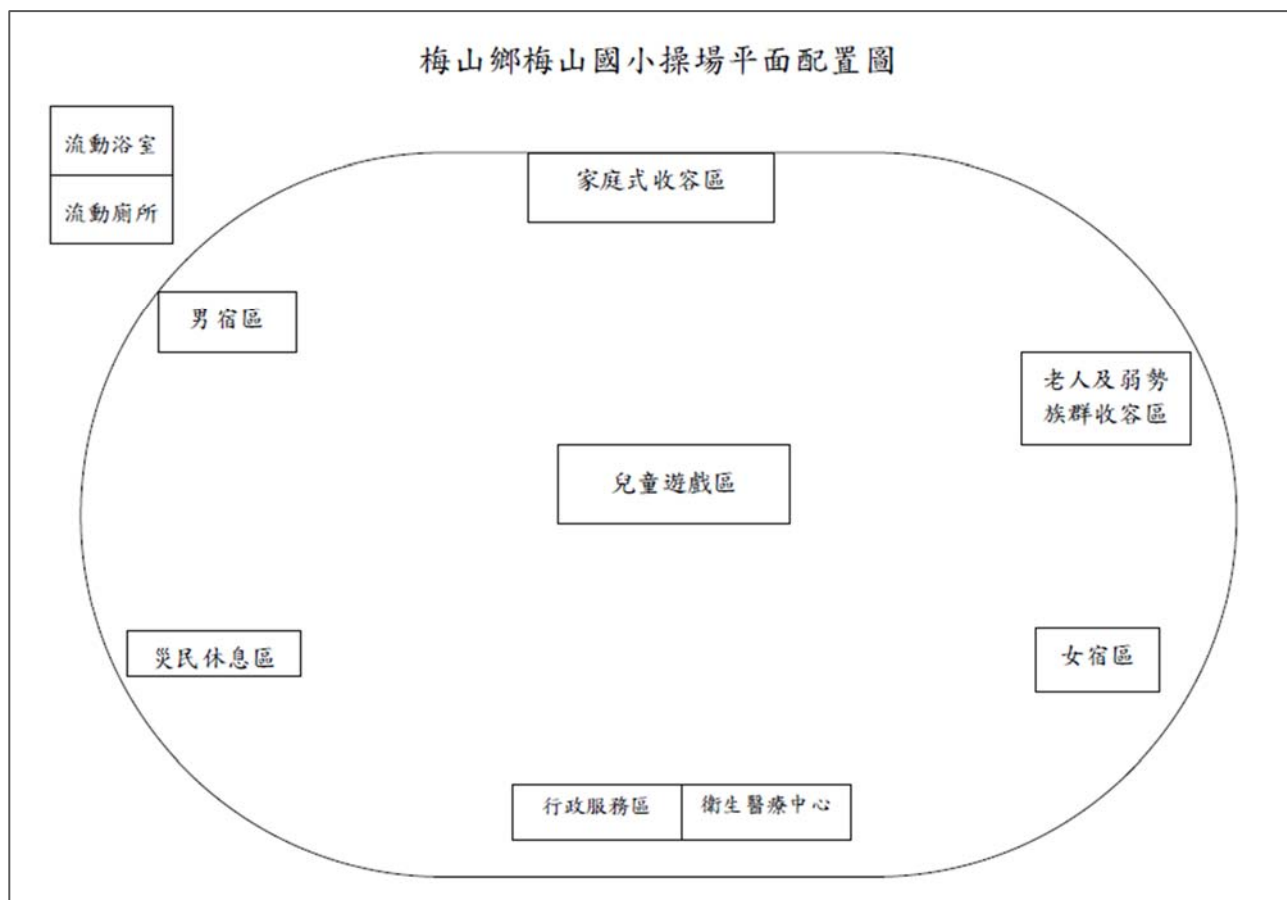 梅山鄉梅山國小操場平面配置圖
流動浴室
流動廁所
家庭式收容區
男宿區
老人及弱勢
族群收容區
兒童遊戲區
災民休息區
女宿區
行政服務區
衛生醫療中心